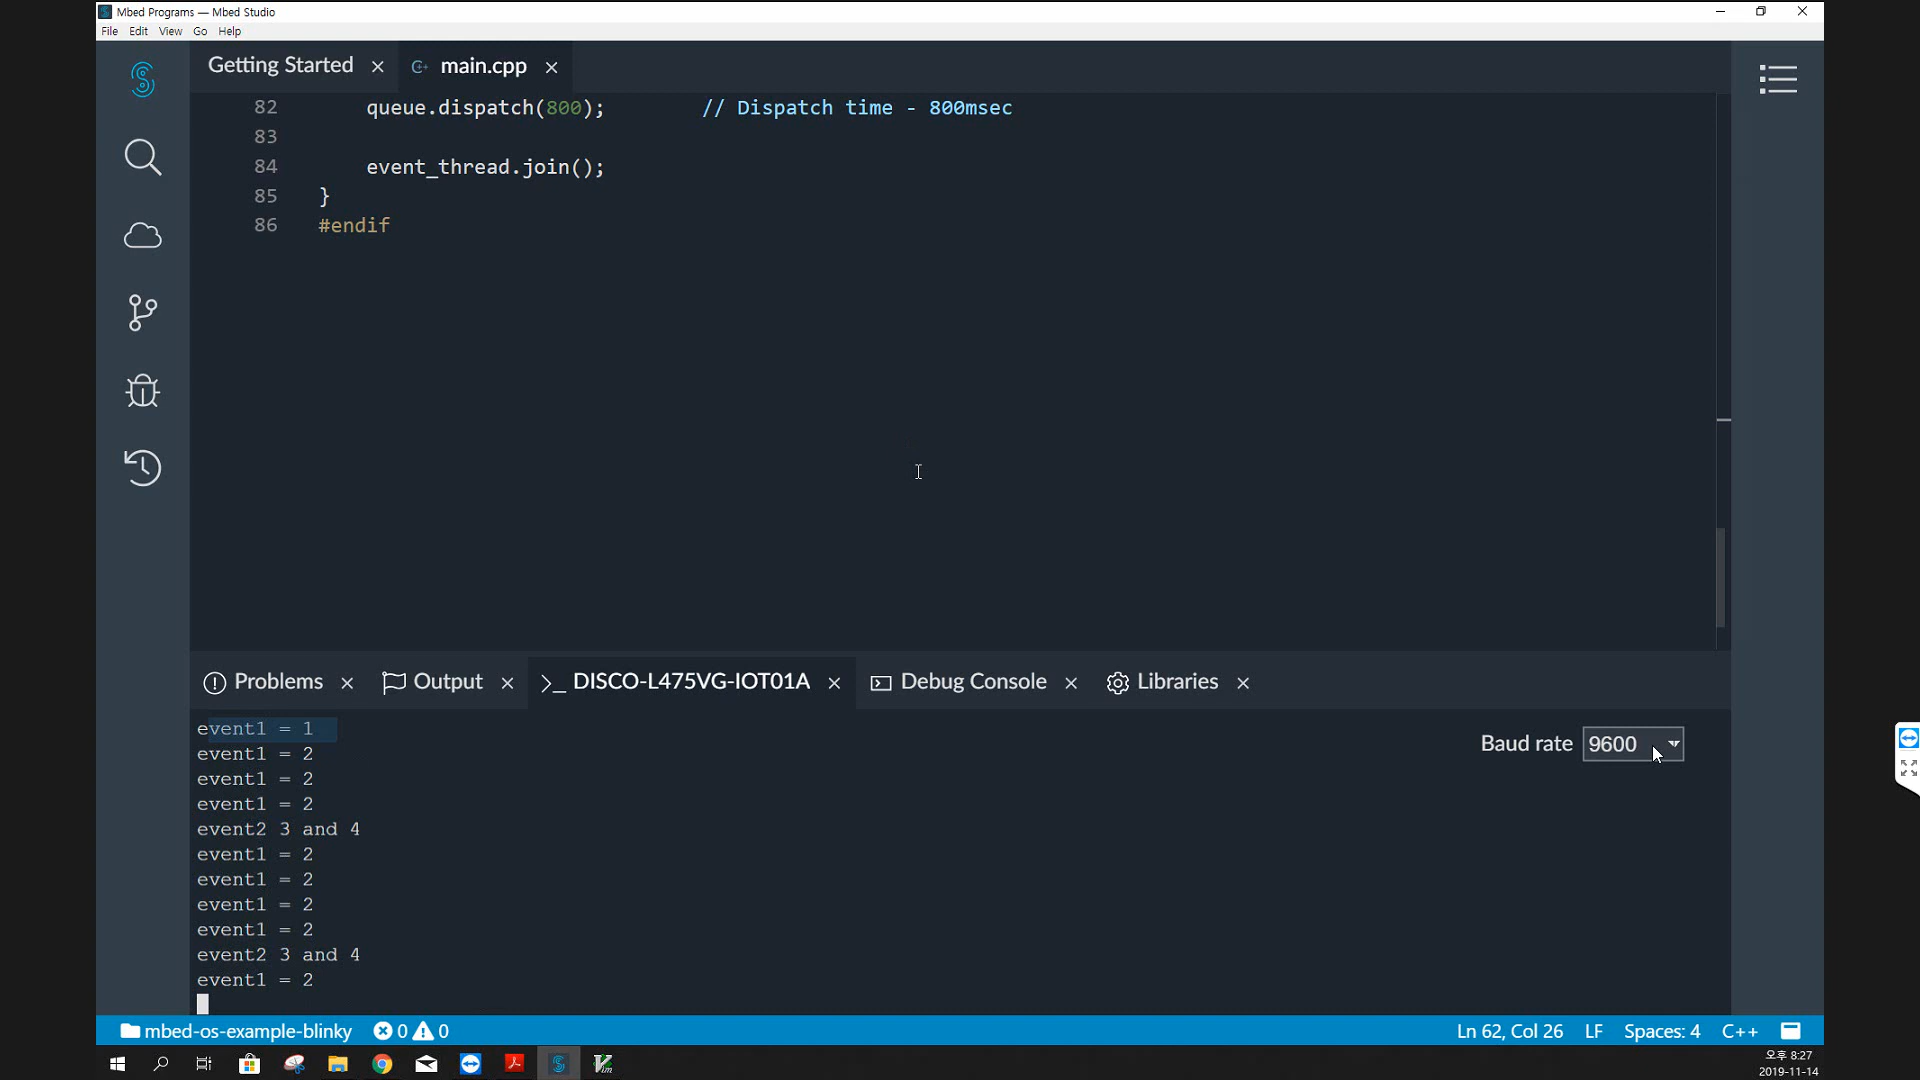 Mbed Programs — Mbed Studio
File Edit View Go Help
Getting Started
main.cpp
82 queue.dispatch(800); // Dispatch time - 800msec
83
84 event_thread.join();
85 }
86 #endif
Problems Output >_ DISCO-L475VG-IOT01A Debug Console Libraries
event1 = 1
event1 = 2
event1 = 2
event1 = 2
event2 3 and 4
event1 = 2
event1 = 2
event1 = 2
event1 = 2
event2 3 and 4
event1 = 2
Baud rate 9600
mbed-os-example-blinky 0 0 Ln 62, Col 26 LF Spaces: 4 C++
오후 8:27
2019-11-14